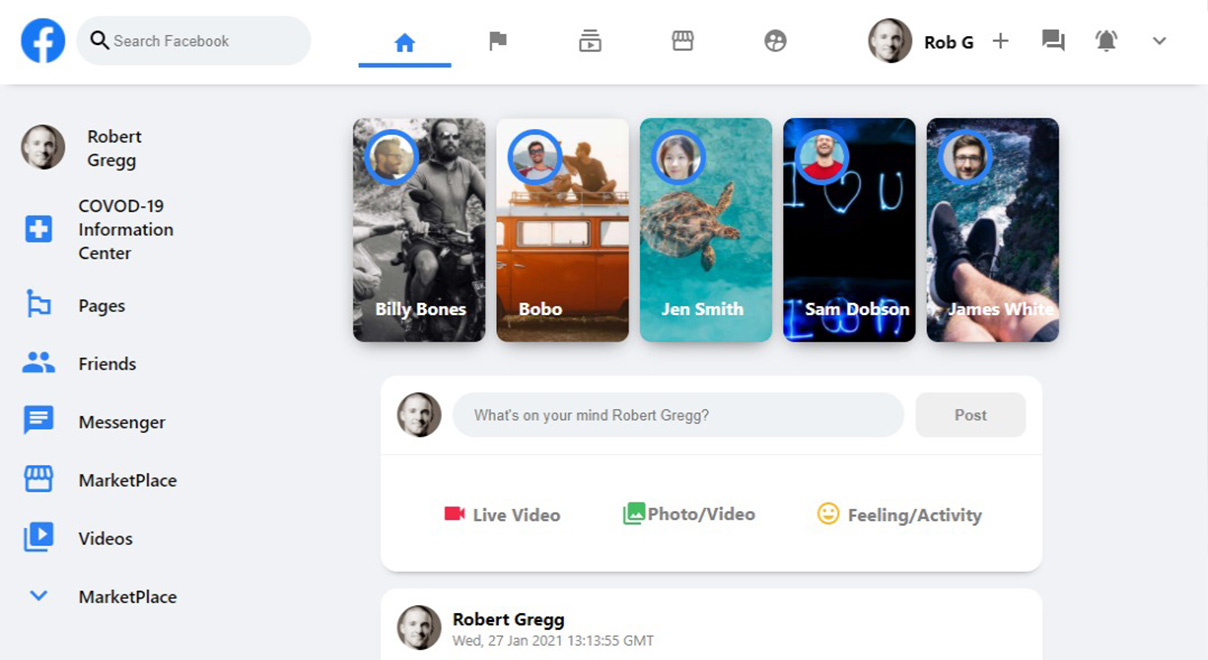 Search Facebook
Rob G
Robert
Gregg
COVOD-19
Information
Center
Pages
Friends
Messenger
MarketPlace
Videos
MarketPlace
Billy Bones
Bobo
Jen Smith
I ♡ U
Sam Dobson
James White
What's on your mind Robert Gregg?
Post
Live Video
Photo/Video
Feeling/Activity
Robert Gregg
Wed, 27 Jan 2021 13:13:55 GMT